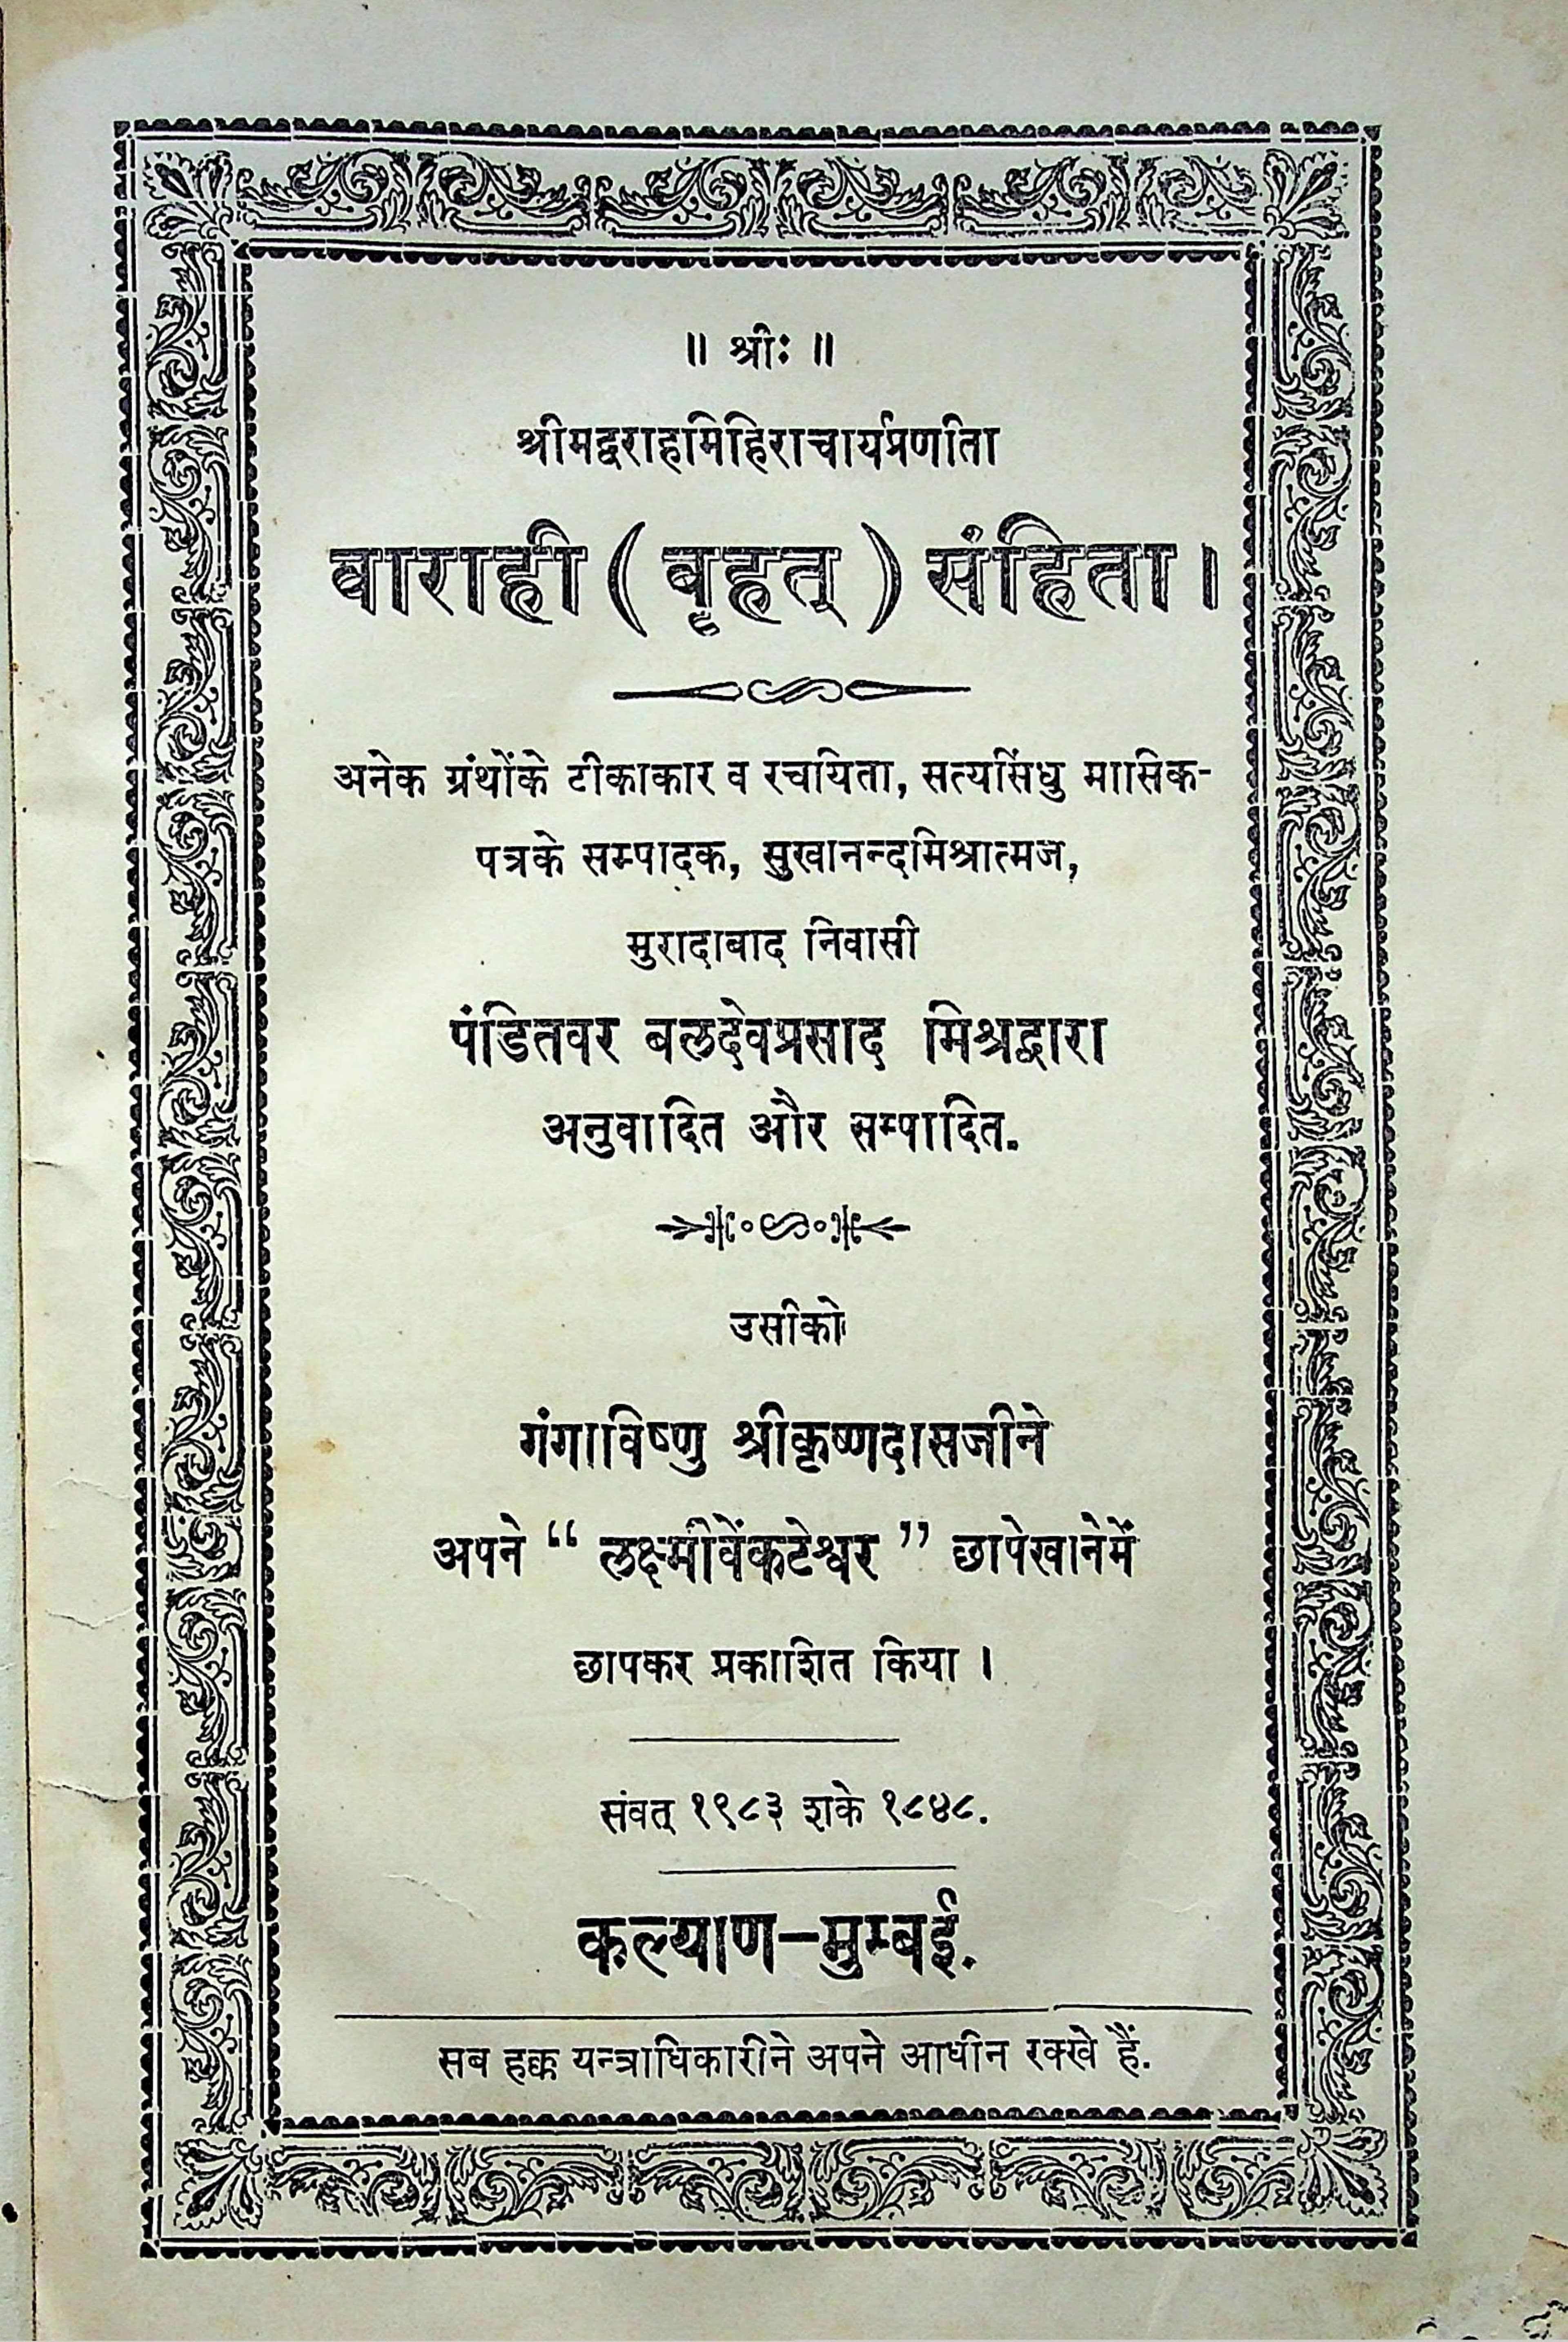 ॥ श्रीः ॥
श्रीमद्वराहमिहिराचार्यप्रणीता
वाराही ( बृहत् ) संहिता ।
अनेक ग्रंथोंके टीकाकार व रचयिता, सत्यसिंधु मासिक-
पत्रके सम्पादक, सुखानन्दमिश्रात्मज,
मुरादाबाद निवासी
पंडितवर बलदेवप्रसाद मिश्रद्वारा
अनुवादित और सम्पादित.
उसीको
गंगाविष्णु श्रीकृष्णदासजीने
अपने “ लक्ष्मीवेंकटेश्वर ” छापेखानेमें
छापकर प्रकाशित किया ।
संवत् १९८३ शके १८४८.
कल्याण–मुम्बई.
सब हक्क यन्त्राधिकारीने अपने आधीन रक्खे हैं.